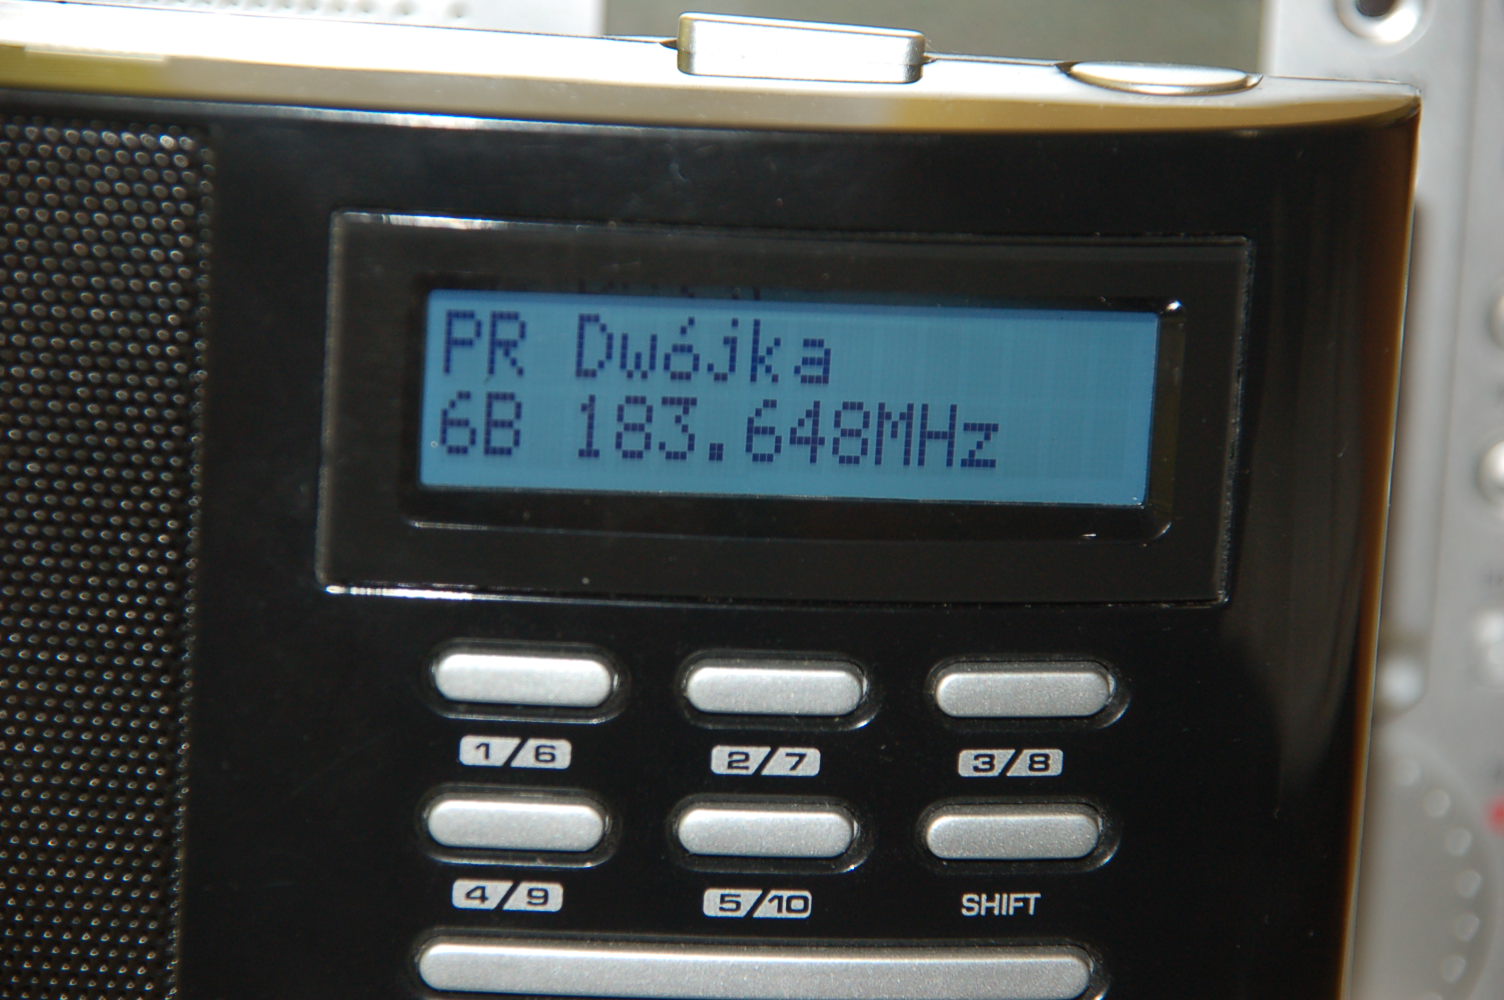 PR Dwójka
6B 183.648MHz
1/6
2/7
3/8
4/9
5/10
SHIFT